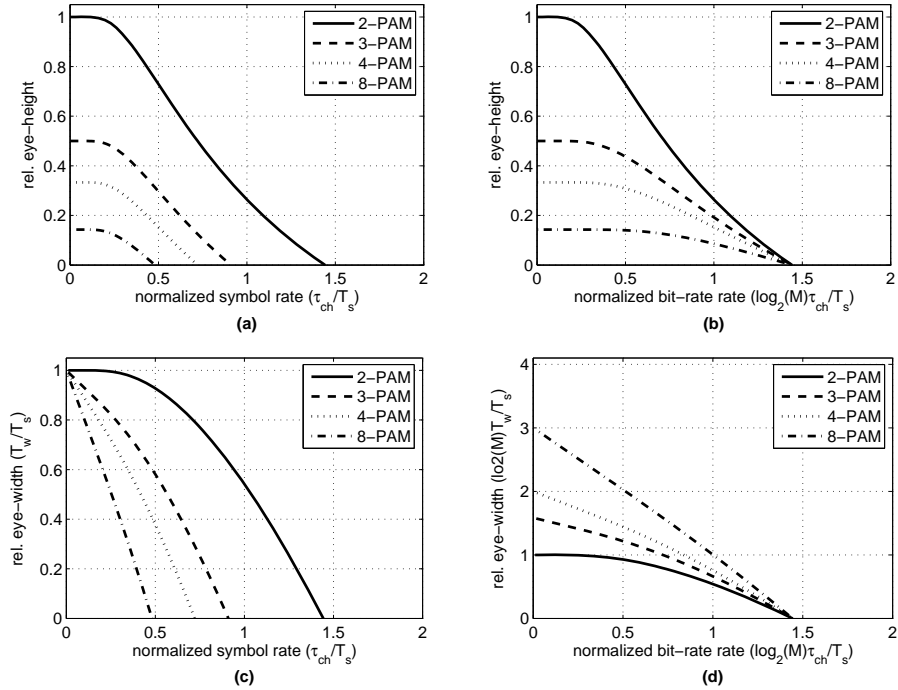 2−PAM
3−PAM
4−PAM
8−PAM
rel. eye−height
1
0.8
0.6
0.4
0.2
0
0 0.5 1 1.5 2
normalized symbol rate (τch/Ts)
(a)
2−PAM
3−PAM
4−PAM
8−PAM
rel. eye−height
1
0.8
0.6
0.4
0.2
0
0 0.5 1 1.5 2
normalized bit−rate rate (log2(M)τch/Ts)
(b)
2−PAM
3−PAM
4−PAM
8−PAM
rel. eye−width (Tw/Ts)
1
0.8
0.6
0.4
0.2
0
0 0.5 1 1.5 2
normalized symbol rate (τch/Ts)
(c)
2−PAM
3−PAM
4−PAM
8−PAM
rel. eye−width (lo2(M)Tw/Ts)
4
3
2
1
0
0 0.5 1 1.5 2
normalized bit−rate rate (log2(M)τch/Ts)
(d)